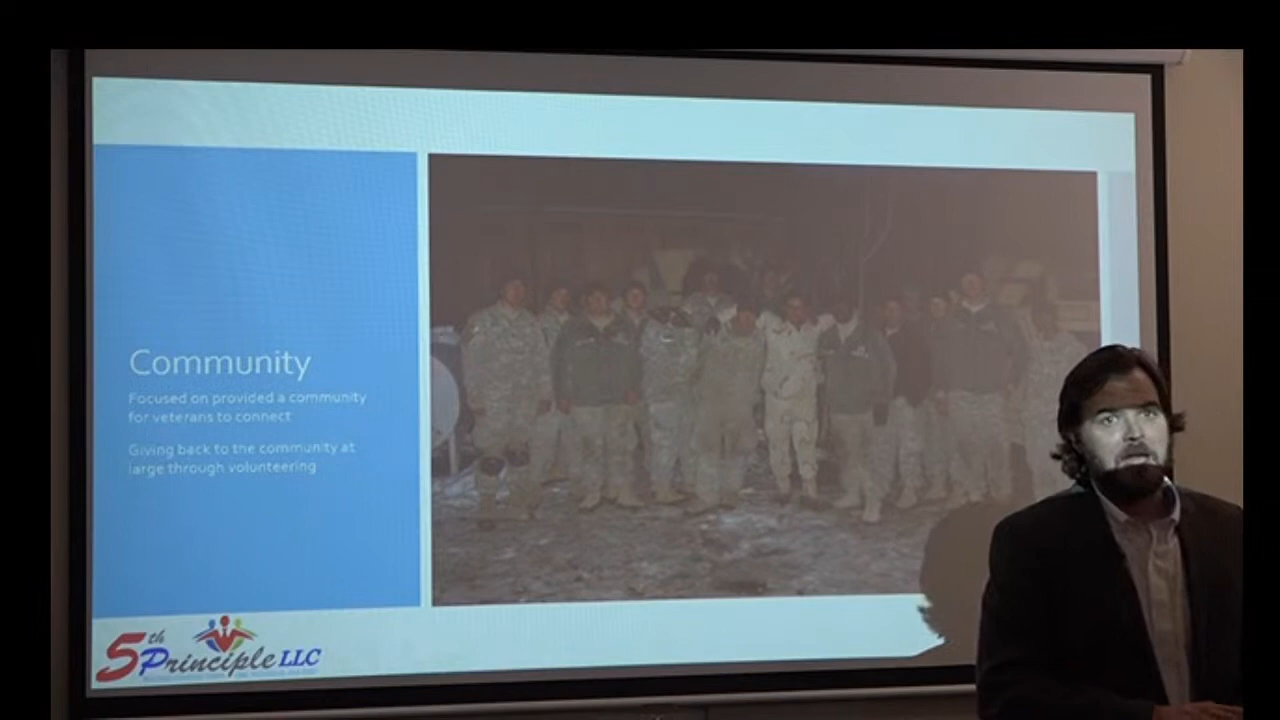 Community
Focused on provided a community
for veterans to connect
Giving back to the community at
large through volunteering
5th
Principle LLC